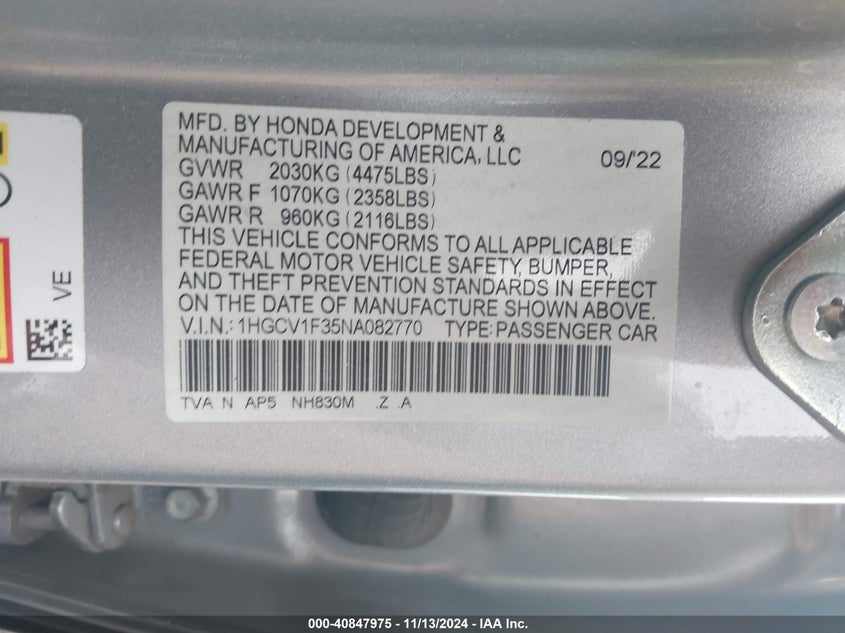 MFD. BY HONDA DEVELOPMENT &
MANUFACTURING OF AMERICA, LLC 09/'22
GVWR 2030KG (4475LBS)
GAWR F 1070KG (2358LBS)
GAWR R 960KG (2116LBS)
THIS VEHICLE CONFORMS TO ALL APPLICABLE
FEDERAL MOTOR VEHICLE SAFETY, BUMPER,
AND THEFT PREVENTION STANDARDS IN EFFECT
ON THE DATE OF MANUFACTURE SHOWN ABOVE.
V.I.N.: 1HGCV1F35NA082770 TYPE: PASSENGER CAR
TVA N AP5 NH830M .Z .A
VE
000-40847975 - 11/13/2024 - IAA Inc.